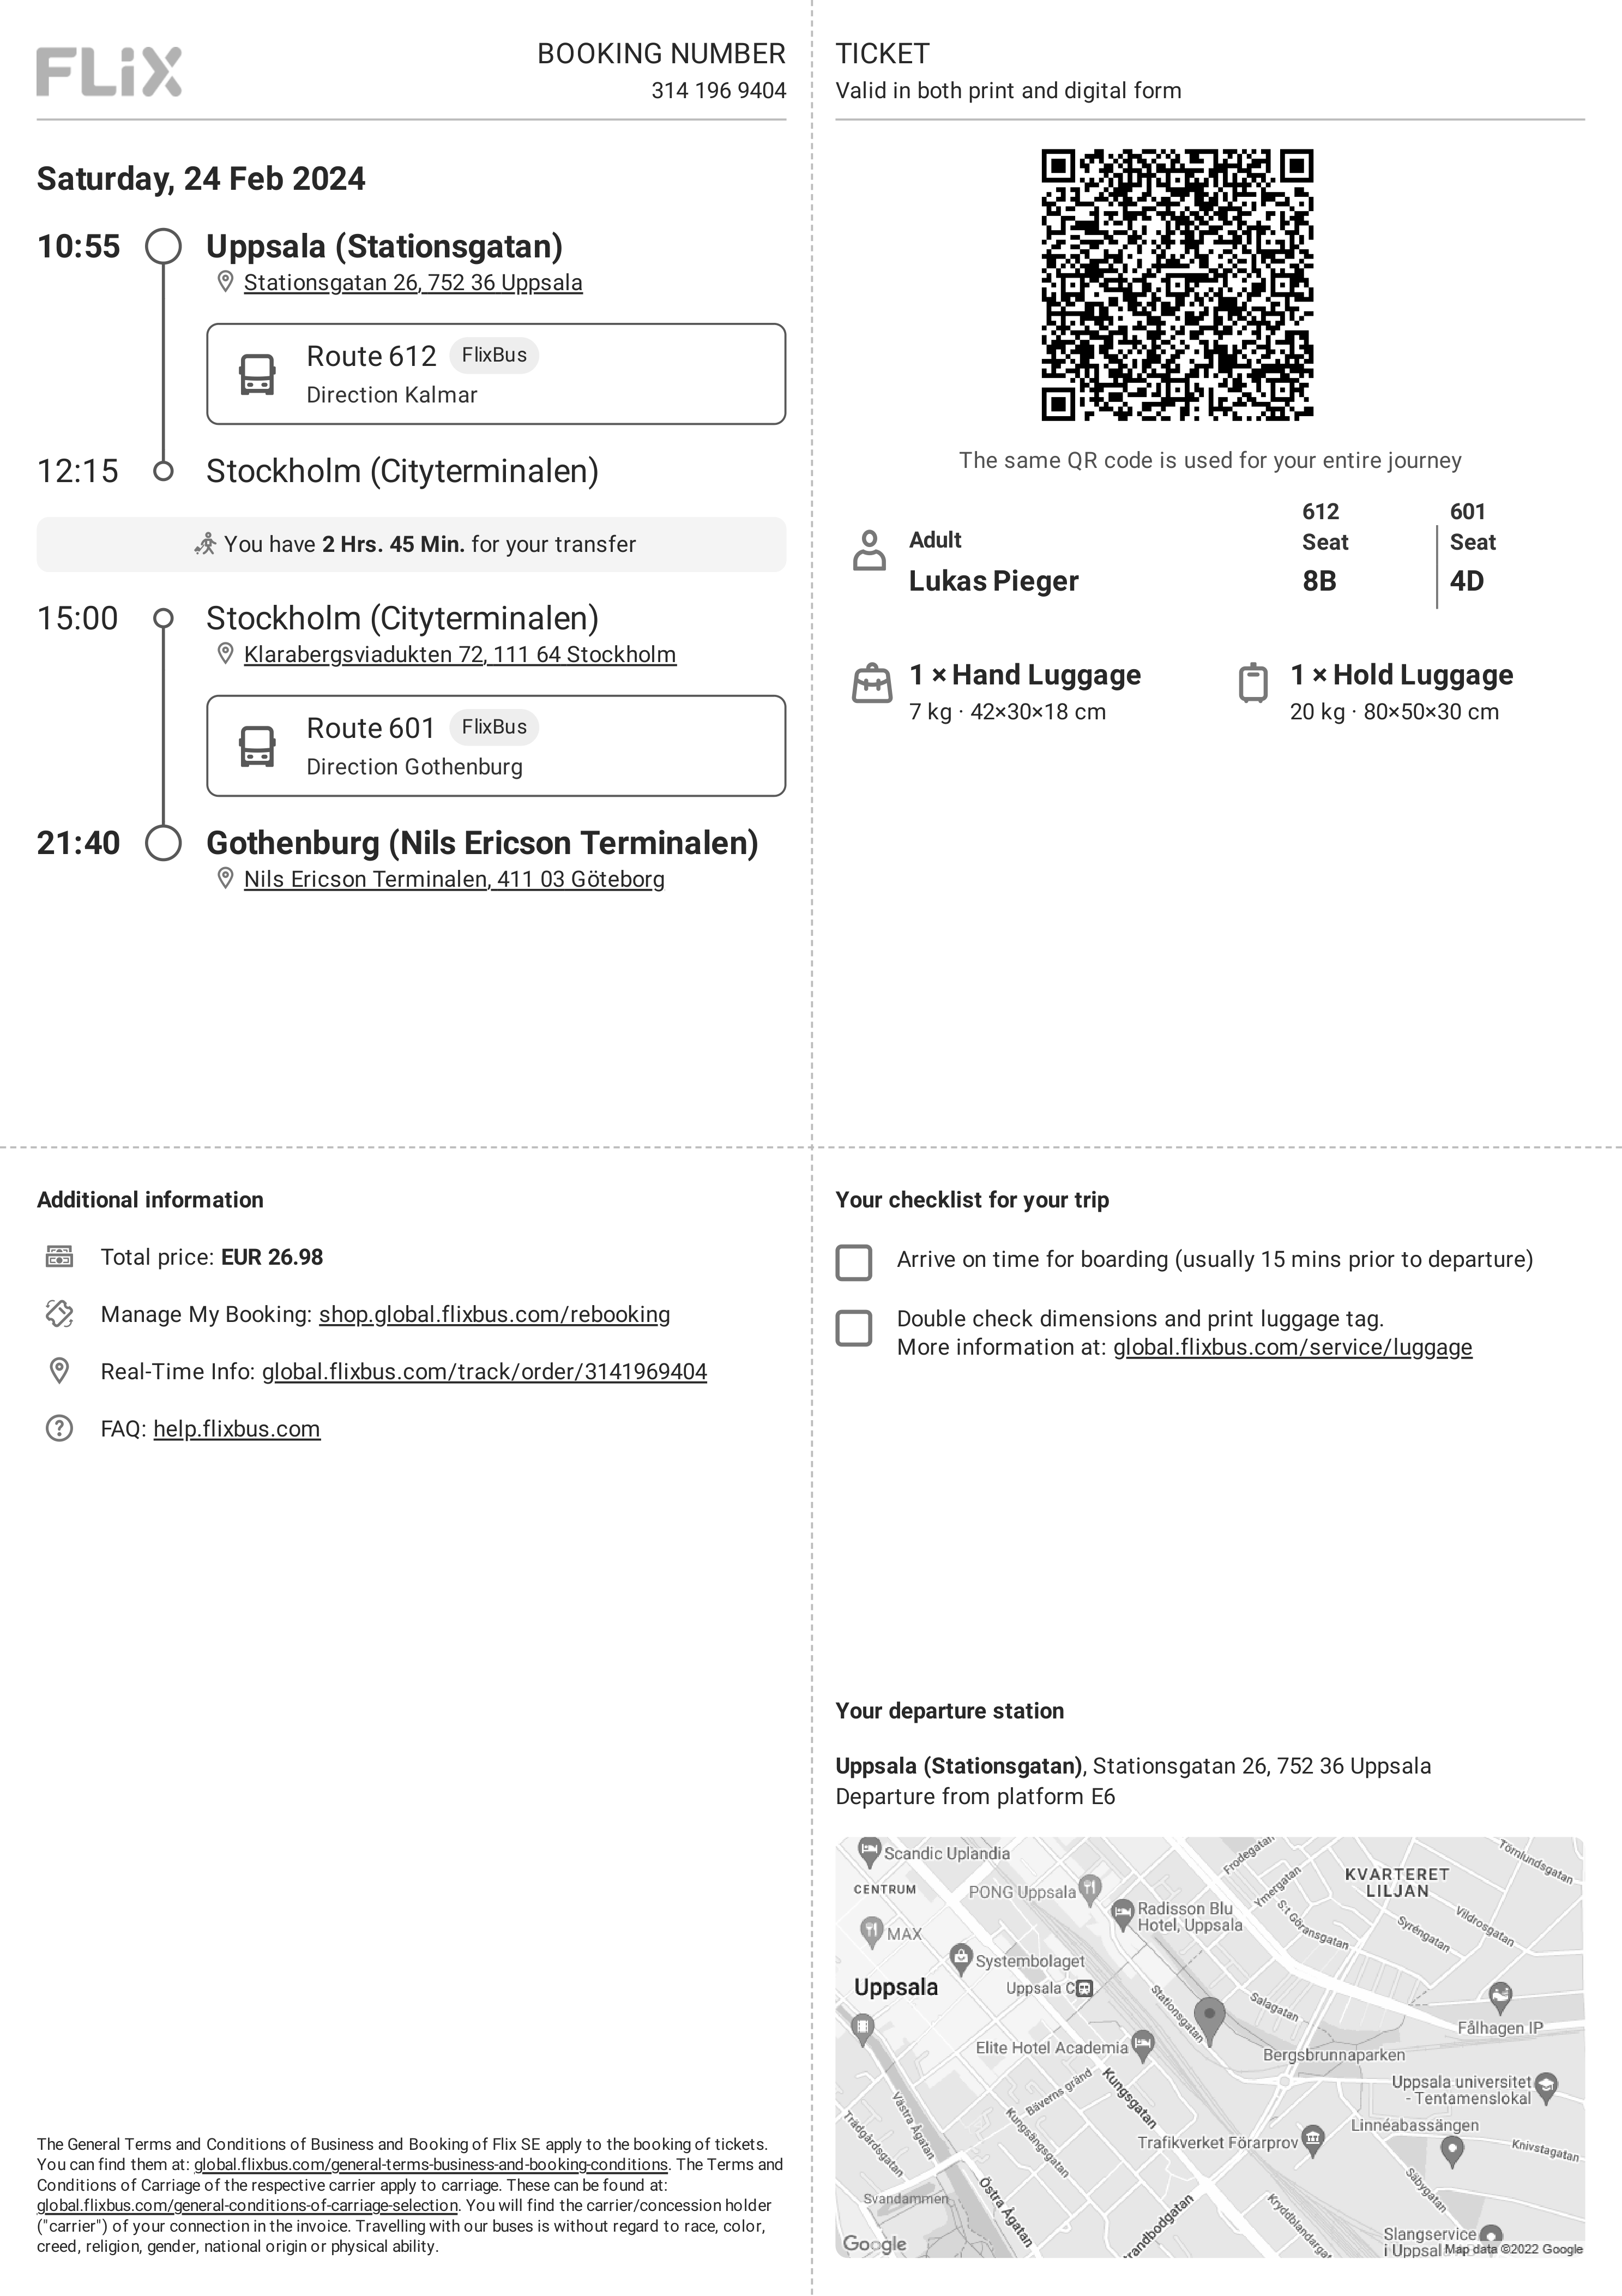 FLiX
BOOKING NUMBER
314 196 9404
Saturday, 24 Feb 2024
10:55 Uppsala (Stationsgatan)
Stationsgatan 26, 752 36 Uppsala
Route 612 FlixBus
Direction Kalmar
12:15 Stockholm (Cityterminalen)
You have 2 Hrs. 45 Min. for your transfer
15:00 Stockholm (Cityterminalen)
Klarabergsviadukten 72, 111 64 Stockholm
Route 601 FlixBus
Direction Gothenburg
21:40 Gothenburg (Nils Ericson Terminalen)
Nils Ericson Terminalen, 411 03 Göteborg
TICKET
Valid in both print and digital form
The same QR code is used for your entire journey
612 601
Adult Seat Seat
Lukas Pieger 8B 4D
1 × Hand Luggage
7 kg · 42×30×18 cm
1 × Hold Luggage
20 kg · 80×50×30 cm
Additional information
Total price: EUR 26.98
Manage My Booking: shop.global.flixbus.com/rebooking
Real-Time Info: global.flixbus.com/track/order/3141969404
FAQ: help.flixbus.com
The General Terms and Conditions of Business and Booking of Flix SE apply to the booking of tickets.
You can find them at: global.flixbus.com/general-terms-business-and-booking-conditions. The Terms and
Conditions of Carriage of the respective carrier apply to carriage. These can be found at:
global.flixbus.com/general-conditions-of-carriage-selection. You will find the carrier/concession holder
("carrier") of your connection in the invoice. Travelling with our buses is without regard to race, color,
creed, religion, gender, national origin or physical ability.
Your checklist for your trip
Arrive on time for boarding (usually 15 mins prior to departure)
Double check dimensions and print luggage tag.
More information at: global.flixbus.com/service/luggage
Your departure station
Uppsala (Stationsgatan), Stationsgatan 26, 752 36 Uppsala
Departure from platform E6
Scandic Uplandia
CENTRUM
PONG Uppsala
MAX
Radisson Blu
Hotel, Uppsala
Systembolaget
Uppsala
Uppsala C
Stationsgatan
Frodegatan
Ymergatan
S:t Göransgatan
KVARTERET
LILJAN
Törnlundsgatan
Vildrosgatan
Syréngatan
Salagatan
Fålhagen IP
Elite Hotel Academia
Bergsbrunnaparken
Uppsala universitet
- Tentamenslokal
Bäverns gränd
Kungsgatan
Kungsängsgatan
Västra Ågatan
Trädgårdsgatan
Linnéabassängen
Trafikverket Förarprov
Knivstagatan
Säbygatan
Svandammen
Östra Ågatan
randbodgatan
Kryddlandargata
Slangservice
i Uppsal
Google
Map data ©2022 Google